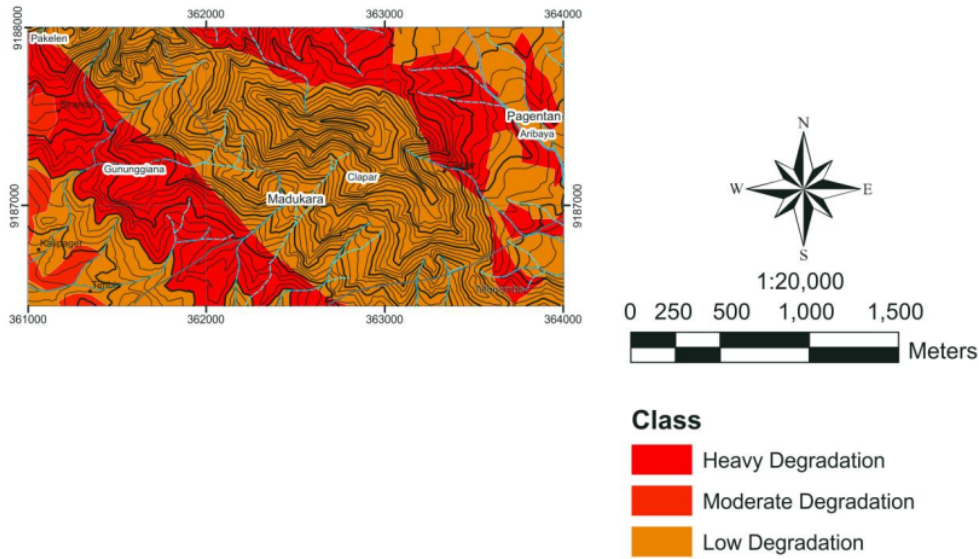 362000
363000
364000
9188000
Pakelen
Pagentan
Aribaya
Gununggiana
Clapar
Madukara
9187000
Kalipager
361000
362000
363000
364000
N
W
E
S
1:20,000
0 250 500 1,000 1,500
Meters
9187000
Class
Heavy Degradation
Moderate Degradation
Low Degradation